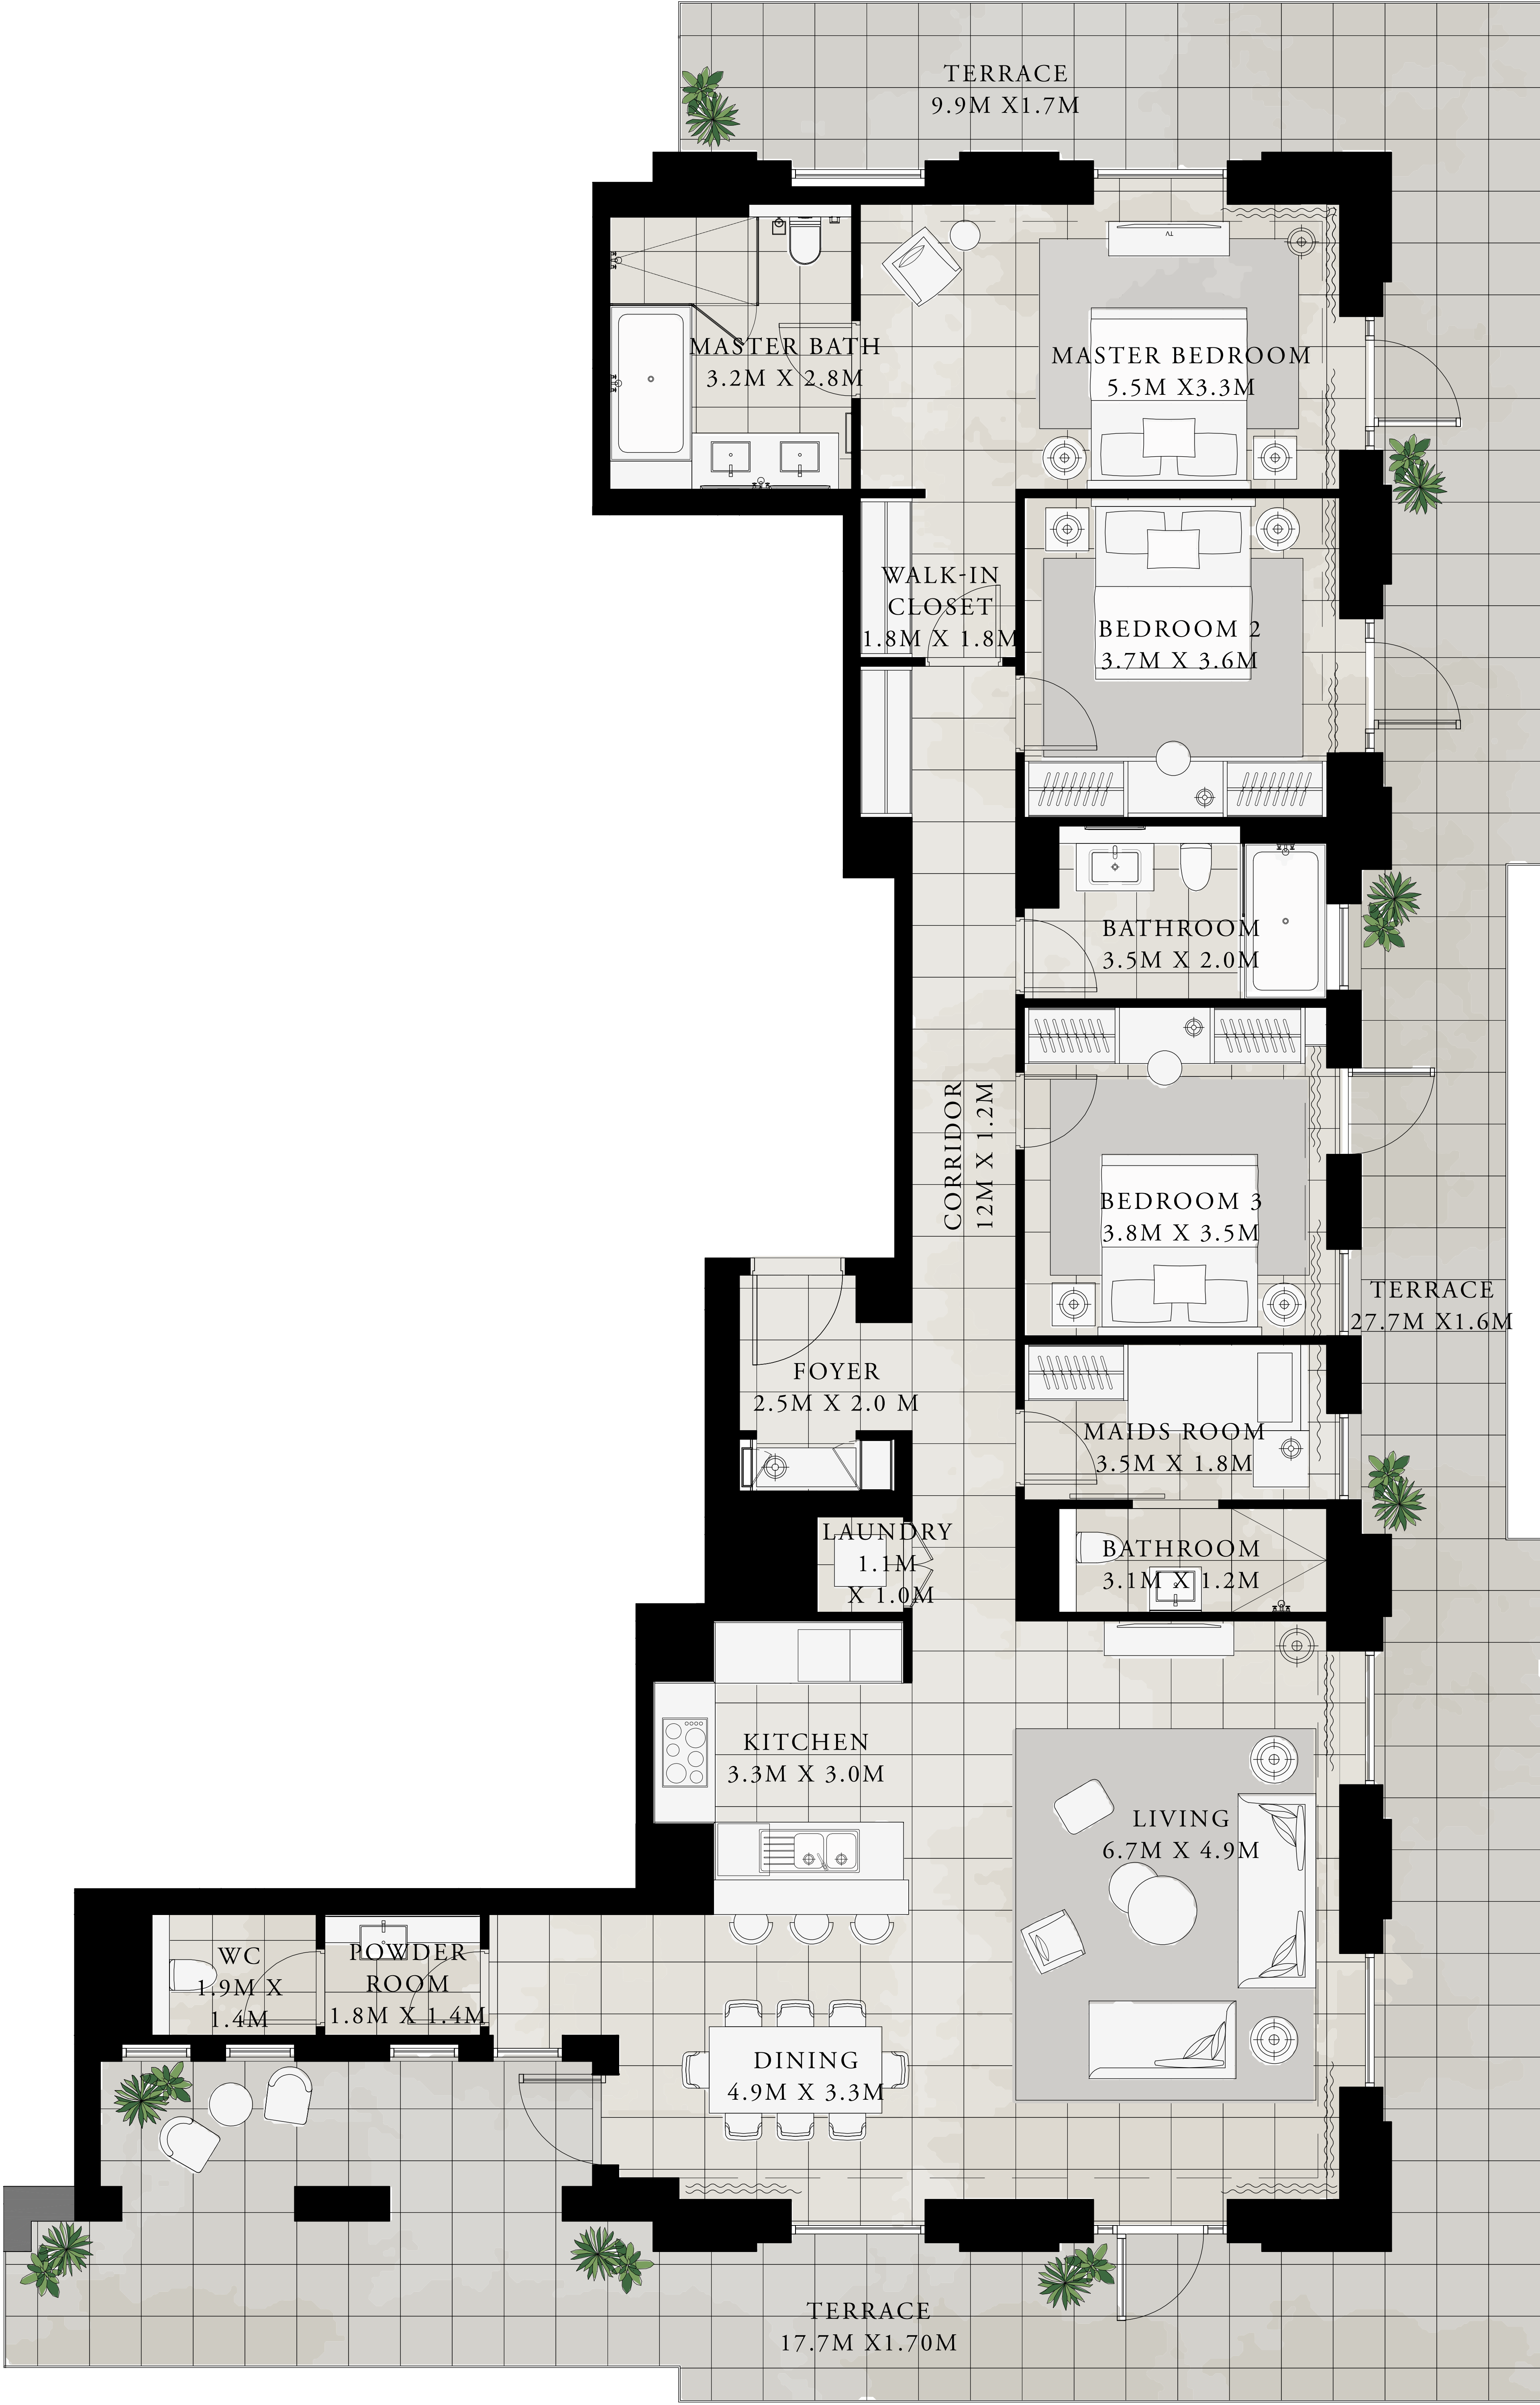 TERRACE
9.9M X1.7M
TV
MASTER BATH
3.2M X 2.8M
MASTER BEDROOM
5.5M X3.3M
WALK-IN
CLOSET
1.8M X 1.8M
BEDROOM 2
3.7M X 3.6M
BATHROOM
3.5M X 2.0M
CORRIDOR
12M X 1.2M
BEDROOM 3
3.8M X 3.5M
TERRACE
27.7M X1.6M
FOYER
2.5M X 2.0 M
MAIDS ROOM
3.5M X 1.8M
LAUNDRY
1.1M
X 1.0M
BATHROOM
3.1M X 1.2M
KITCHEN
3.3M X 3.0M
LIVING
6.7M X 4.9M
WC
1.9M X
1.4M
POWDER
ROOM
1.8M X 1.4M
DINING
4.9M X 3.3M
TERRACE
17.7M X1.70M